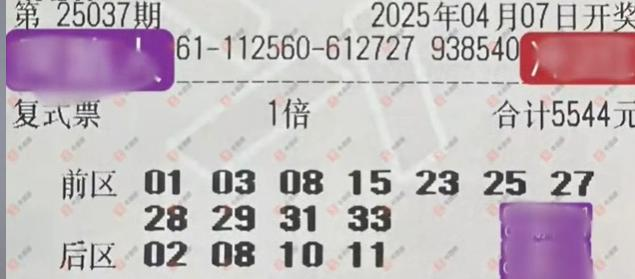 第 25037期 2025年04月07日开奖
61-112560-612727 938540
复式票 1倍 合计5544元
前区 01 03 08 15 23 25 27
28 29 31 33
后区 02 08 10 11